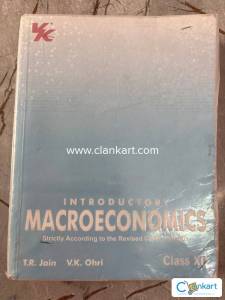 VK
www.clankart.com
INTRODUCTORY
MACROECONOMICS
Strictly According to the Revised
T.R. Jain V.K. Ohri Class XII
Clankart